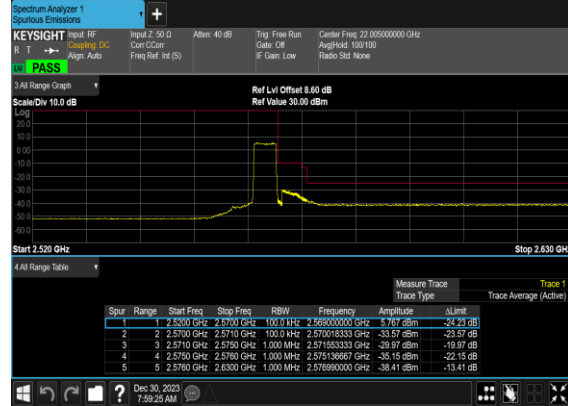 Spectrum Analyzer 1
Spurious Emissions
+
KEYSIGHT Input: RF Input Z: 50 Ω Atten: 40 dB Trig: Free Run Center Freq: 22.005000000 GHz
R T Coupling: DC Corr CCorr Gate: Off Avg|Hold: 100/100
Align: Auto Freq Ref: Int (S) IF Gain: Low Radio Std: None
PASS
3 All Range Graph
Ref Lvl Offset 8.60 dB
Scale/Div 10.0 dB Ref Value 30.00 dBm
Log
20.0
10.0
0.00
-10.0
-20.0
-30.0
-40.0
-50.0
-60.0
Start 2.520 GHz Stop 2.630 GH
4 All Range Table
Measure Trace Trace 1
Trace Type Trace Average (Active)
Spur Range Start Freq Stop Freq RBW Frequency Amplitude ΔLimit
1 1 2.5200 GHz 2.5700 GHz 100.0 kHz 2.569000000 GHz 5.767 dBm -24.23 dB
2 2 2.5700 GHz 2.5710 GHz 100.0 kHz 2.570018333 GHz -33.57 dBm -23.57 dB
3 3 2.5710 GHz 2.5750 GHz 1.000 MHz 2.571553333 GHz -29.97 dBm -19.97 dB
4 4 2.5750 GHz 2.5760 GHz 1.000 MHz 2.575136667 GHz -35.15 dBm -22.15 dB
5 5 2.5760 GHz 2.6300 GHz 1.000 MHz 2.576990000 GHz -38.41 dBm -13.41 dB
? Dec 30, 2023
7:59:25 AM